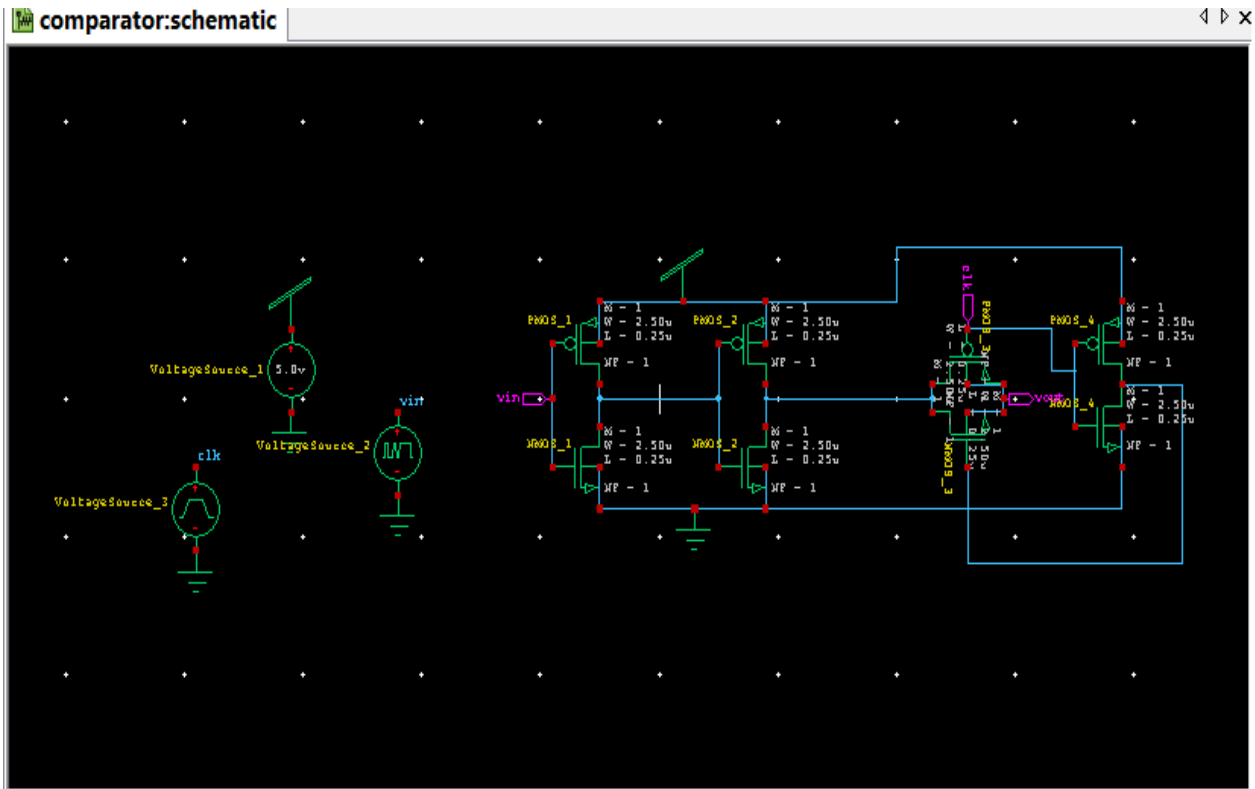 comparator:schematic
VoltageSource_1
5.0v
vin
VoltageSource_2
clk
VoltageSource_3
vin
PMOS_1
M - 1
W - 2.50u
L - 0.25u
NF - 1
NMOS_1
M - 1
W - 2.50u
L - 0.25u
NF - 1
PMOS_2
M - 1
W - 2.50u
L - 0.25u
NF - 1
NMOS_2
M - 1
W - 2.50u
L - 0.25u
NF - 1
clk
PMOS_3
NMOS_3
vout
PMOS_4
M - 1
W - 2.50u
L - 0.25u
NF - 1
NMOS_4
M - 1
W - 2.50u
L - 0.25u
NF - 1